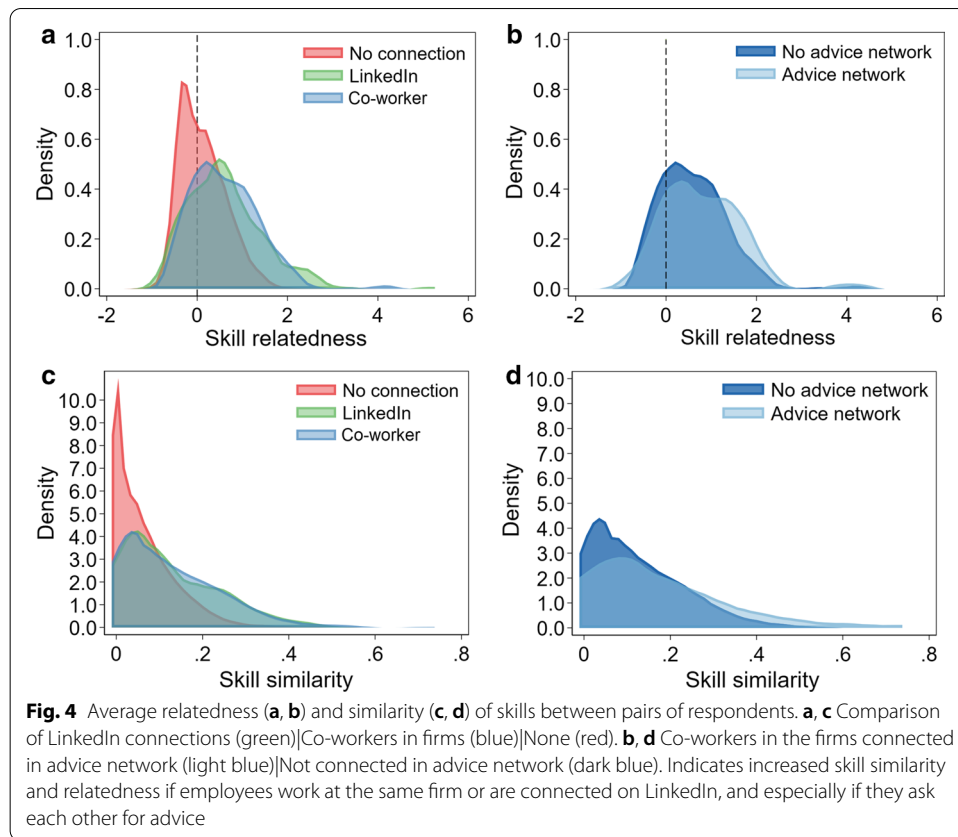 a
1.0
0.8
0.6
0.4
0.2
0.0
Density
-2 0 2 4 6
Skill relatedness
No connection
LinkedIn
Co-worker
b
1.0
0.8
0.6
0.4
0.2
0.0
Density
-2 0 2 4 6
Skill relatedness
No advice network
Advice network
c
10.0
9.0
8.0
7.0
6.0
5.0
4.0
3.0
2.0
1.0
0.0
Density
0 .2 .4 .6 .8
Skill similarity
No connection
LinkedIn
Co-worker
d
10.0
9.0
8.0
7.0
6.0
5.0
4.0
3.0
2.0
1.0
0.0
Density
0 .2 .4 .6 .8
Skill similarity
No advice network
Advice network
Fig. 4 Average relatedness (a, b) and similarity (c, d) of skills between pairs of respondents. a, c Comparison
of LinkedIn connections (green)|Co-workers in firms (blue)|None (red). b, d Co-workers in the firms connected
in advice network (light blue)|Not connected in advice network (dark blue). Indicates increased skill similarity
and relatedness if employees work at the same firm or are connected on LinkedIn, and especially if they ask
each other for advice